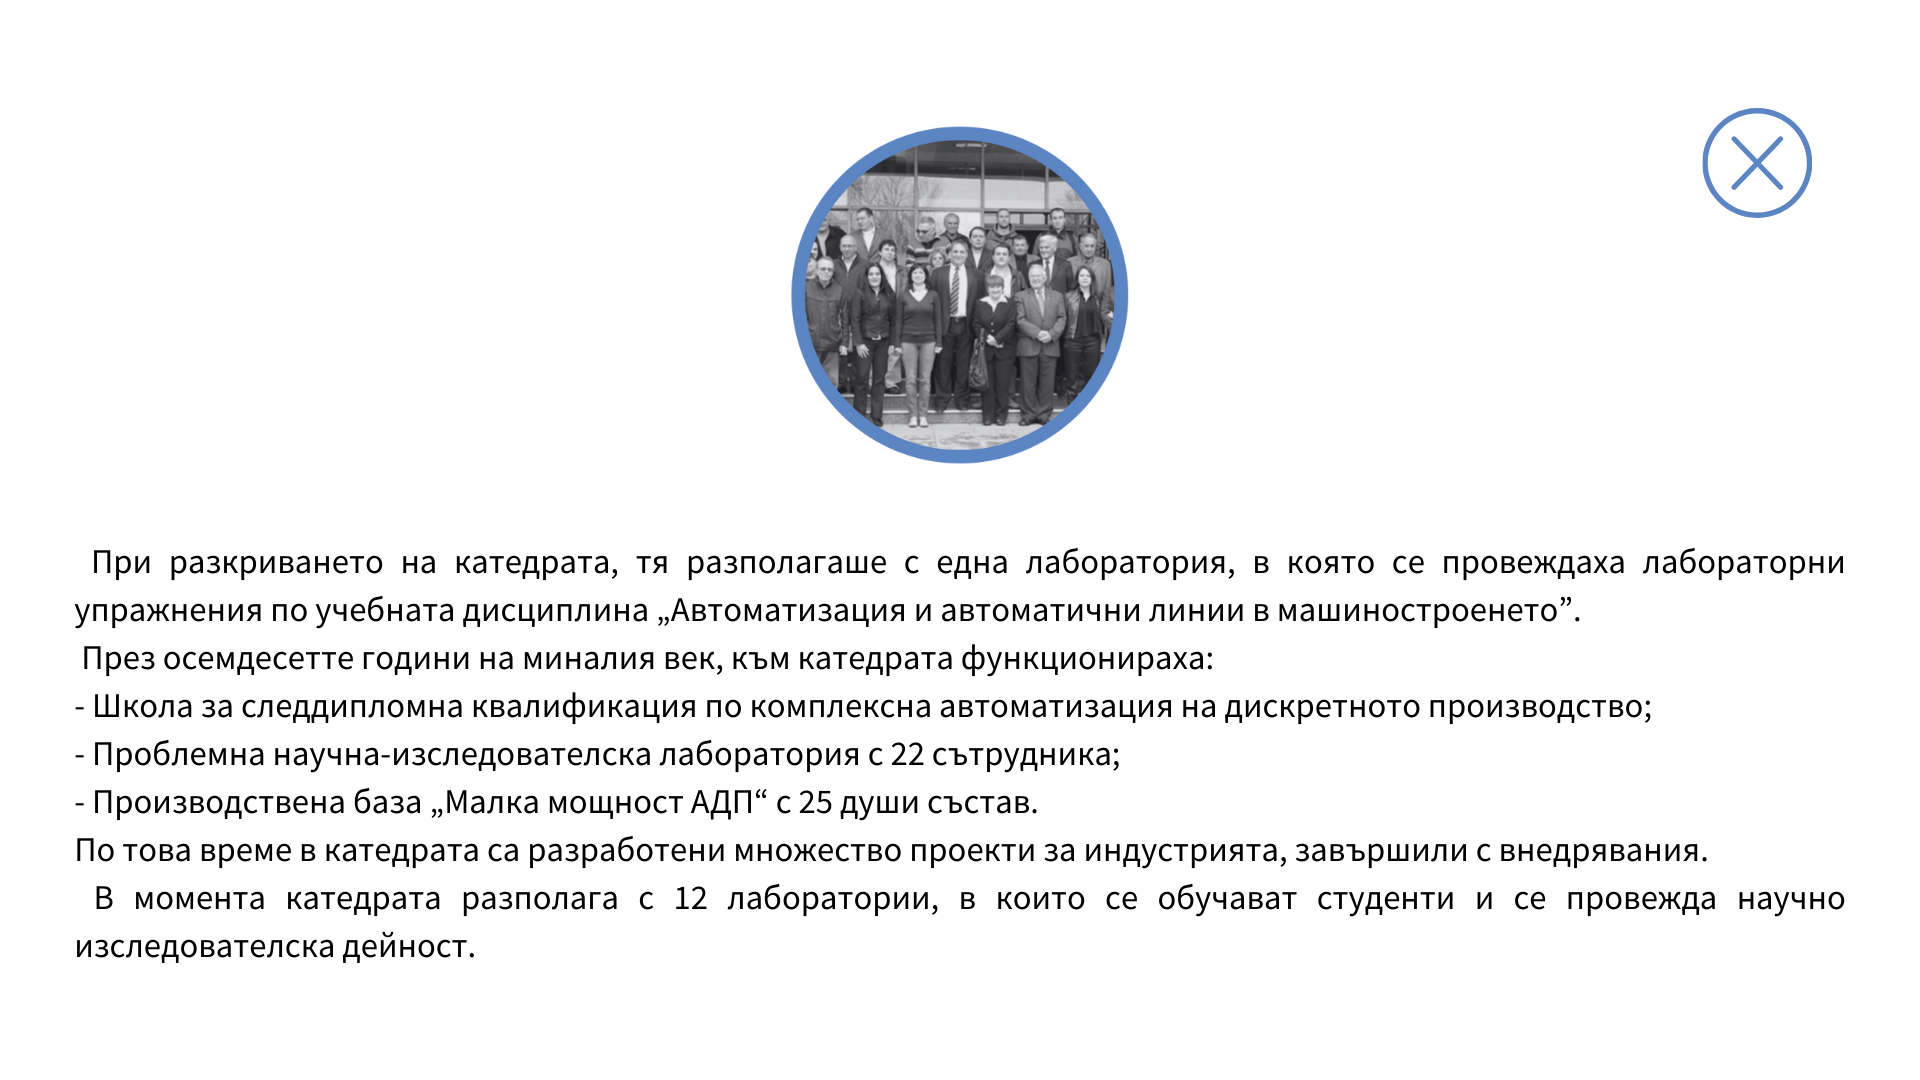 При разкриването на катедрата, тя разполагаше с една лаборатория, в която се провеждаха лабораторни
упражнения по учебната дисциплина „Автоматизация и автоматични линии в машиностроенето”.
През осемдесетте години на миналия век, към катедрата функционираха:
- Школа за следдипломна квалификация по комплексна автоматизация на дискретното производство;
- Проблемна научна-изследователска лаборатория с 22 сътрудника;
- Производствена база „Малка мощност АДП“ с 25 души състав.
По това време в катедрата са разработени множество проекти за индустрията, завършили с внедрявания.
В момента катедрата разполага с 12 лаборатории, в които се обучават студенти и се провежда научно
изследователска дейност.